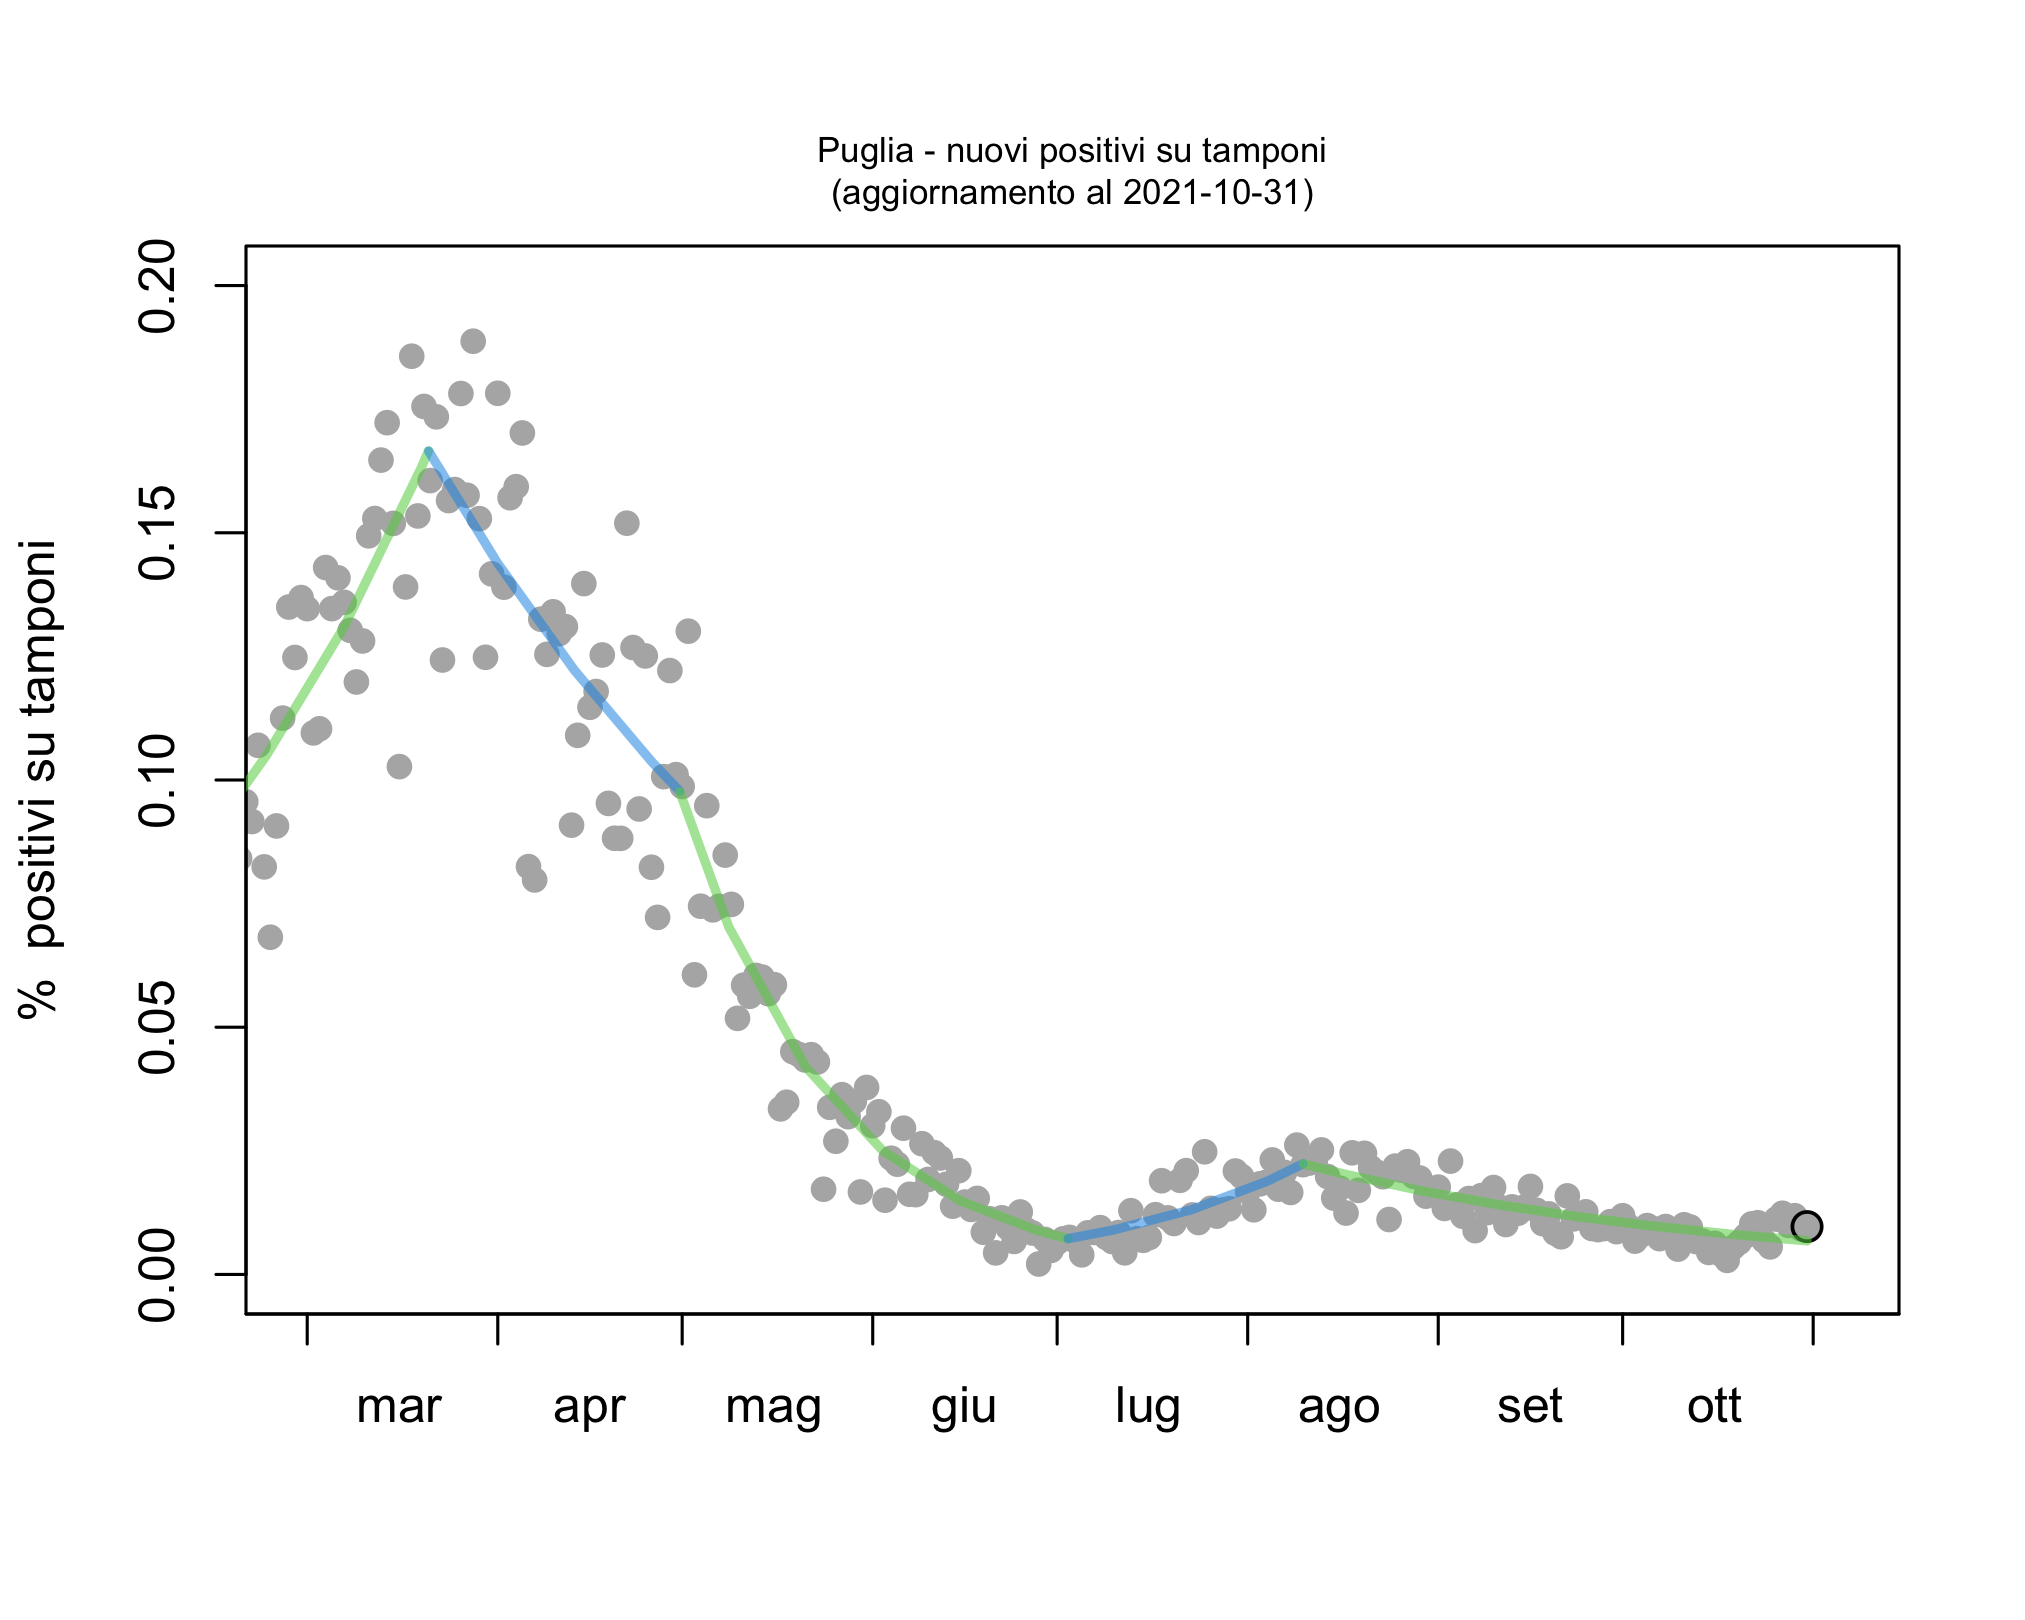 Puglia - nuovi positivi su tamponi
(aggiornamento al 2021-10-31)
% positivi su tamponi
0.20
0.15
0.10
0.05
0.00
mar apr mag giu lug ago set ott